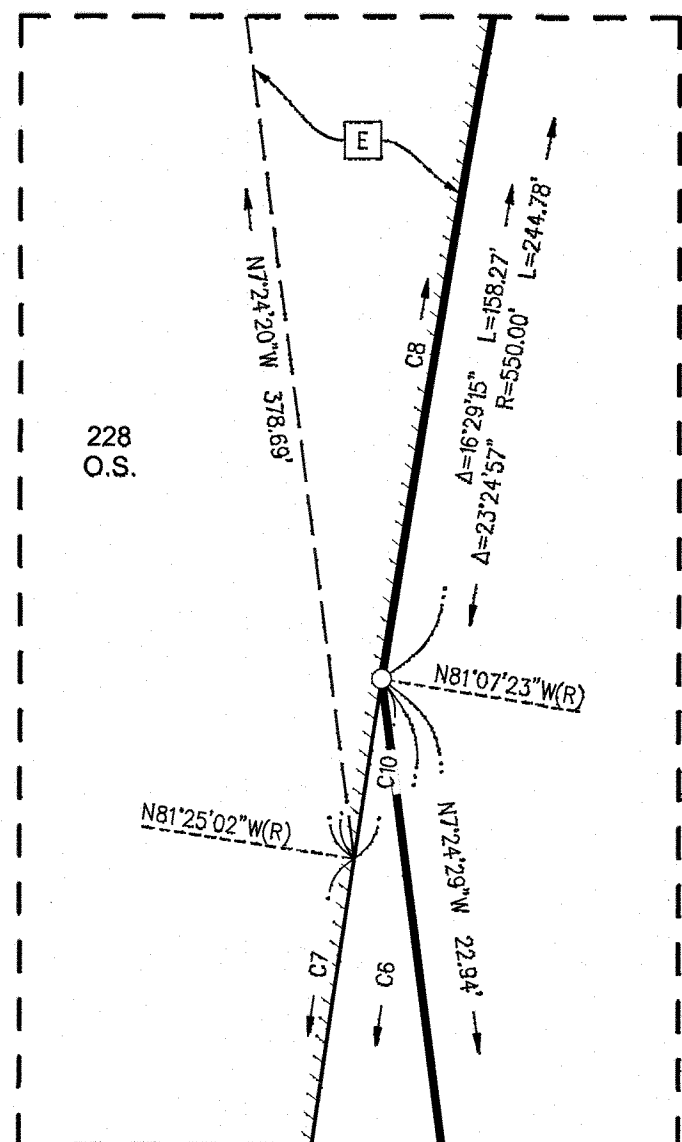 E
N7°24'20"W 378.69'
C8
Δ=16°29'15" L=158.27'
Δ=23°24'57" R=550.00' L=244.78'
228
O.S.
N81°07'23"W(R)
C10
N81°25'02"W(R)
N7°24'29"W 22.94'
C7
C6